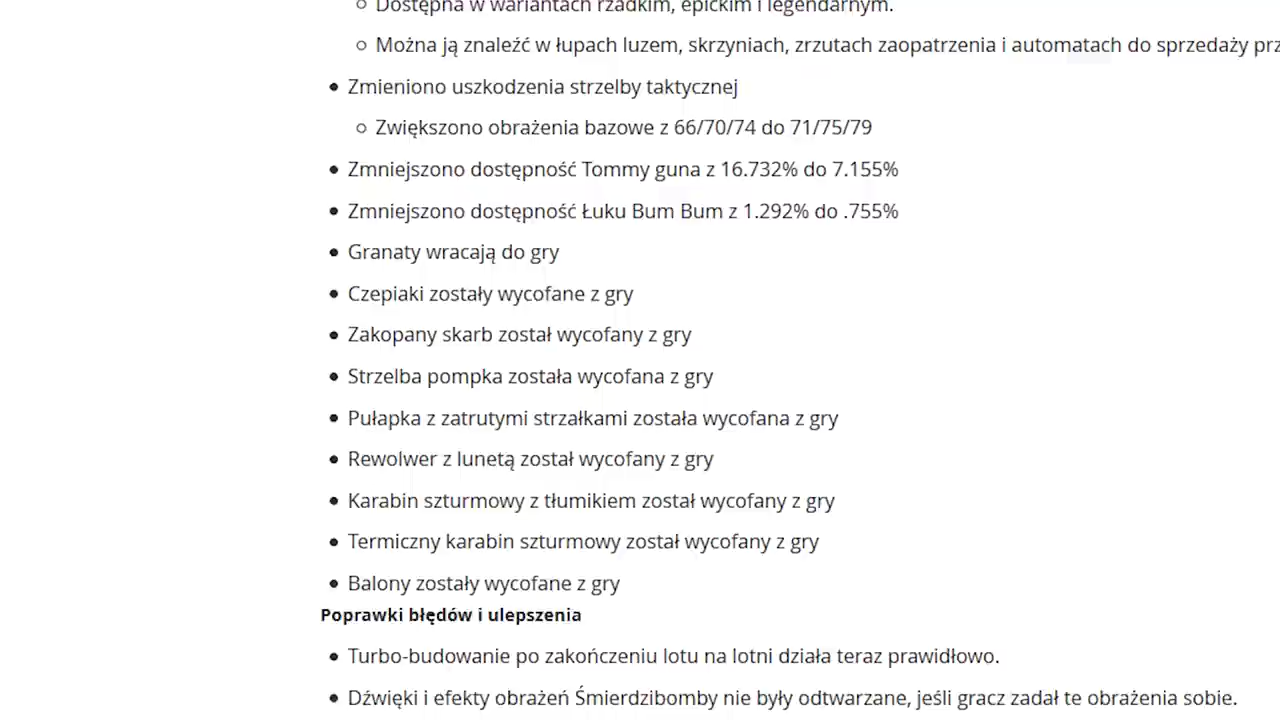 Dostępna w wariantach rzadkim, epickim i legendarnym.
Można ją znaleźć w łupach luzem, skrzyniach, zrzutach zaopatrzenia i automatach do sprzedaży
Zmieniono uszkodzenia strzelby taktycznej
Zwiększono obrażenia bazowe z 66/70/74 do 71/75/79
Zmniejszono dostępność Tommy guna z 16.732% do 7.155%
Zmniejszono dostępność Łuku Bum Bum z 1.292% do .755%
Granaty wracają do gry
Czepiaki zostały wycofane z gry
Zakopany skarb został wycofany z gry
Strzelba pompka została wycofana z gry
Pułapka z zatrutymi strzałkami została wycofana z gry
Rewolwer z lunetą został wycofany z gry
Karabin szturmowy z tłumikiem został wycofany z gry
Termiczny karabin szturmowy został wycofany z gry
Balony zostały wycofane z gry
Poprawki błędów i ulepszenia
Turbo-budowanie po zakończeniu lotu na lotni działa teraz prawidłowo.
Dźwięki i efekty obrażeń Śmierdzibomby nie były odtwarzane, jeśli gracz zadał te obrażenia sobie.